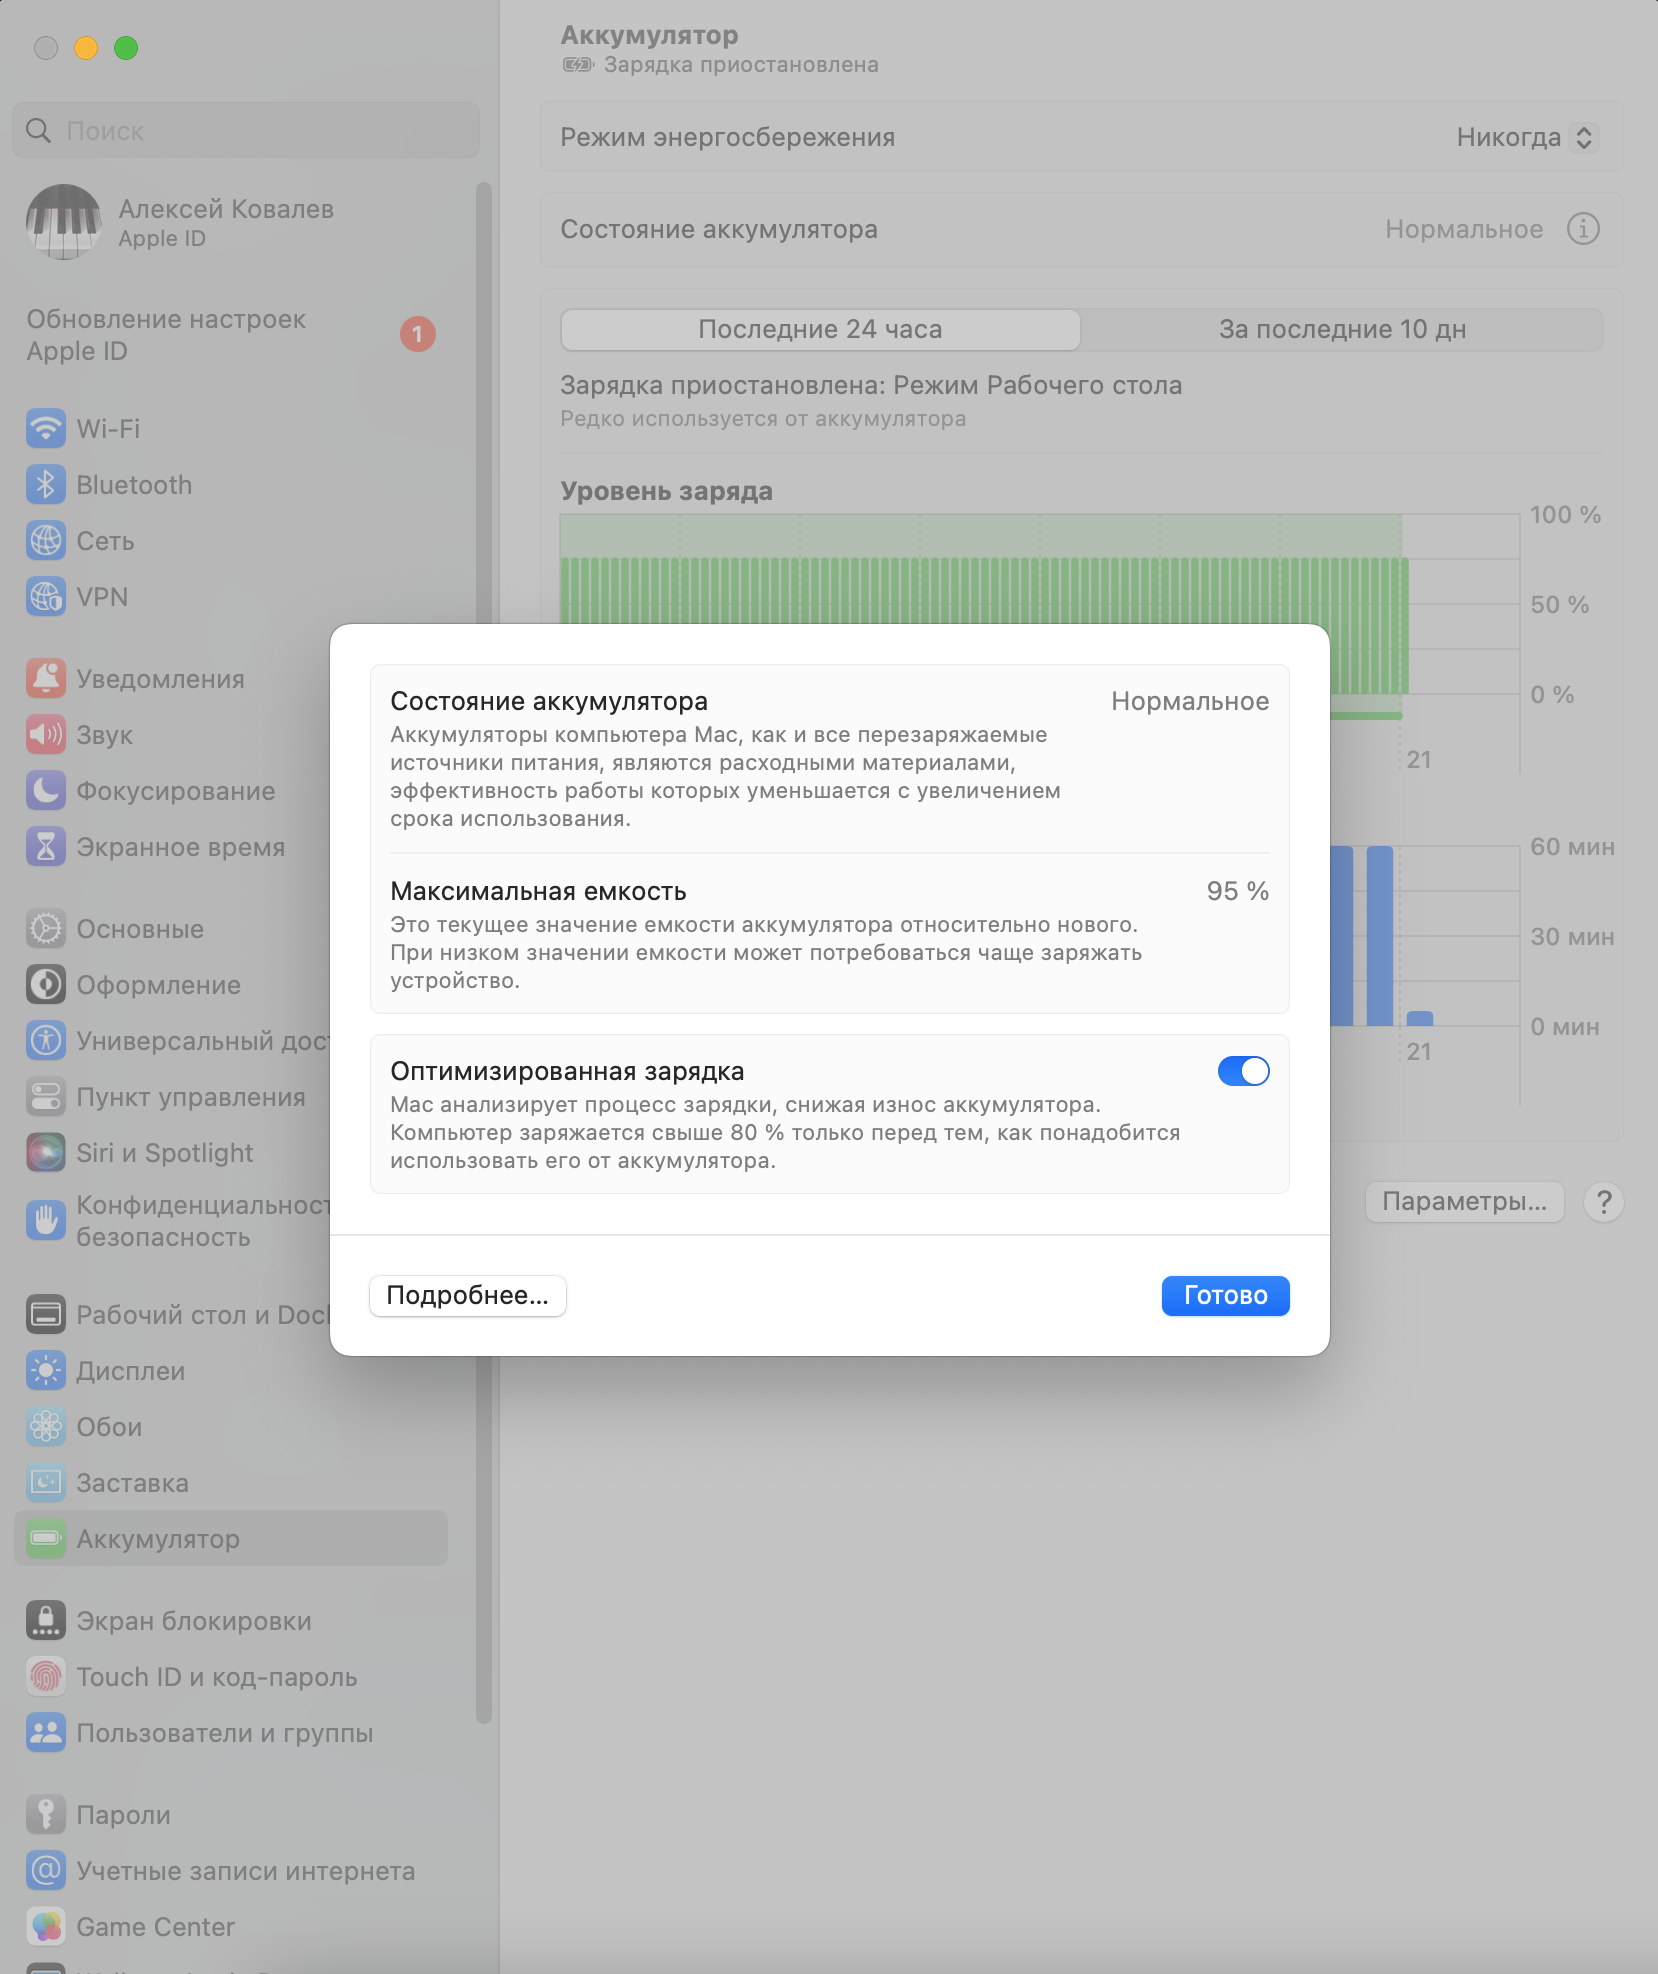 Поиск
Алексей Ковалев
Apple ID
Обновление настроек
Apple ID
1
Wi-Fi
Bluetooth
Сеть
VPN
Уведомления
Звук
Фокусирование
Экранное время
Основные
Оформление
Универсальный дос
Пункт управления
Siri и Spotlight
Конфиденциальност
безопасность
Рабочий стол и Dock
Дисплеи
Обои
Заставка
Аккумулятор
Экран блокировки
Touch ID и код-пароль
Пользователи и группы
Пароли
Учетные записи интернета
Game Center
Аккумулятор
Зарядка приостановлена
Режим энергосбережения
Никогда
Состояние аккумулятора
Нормальное
Последние 24 часа
За последние 10 дн
Зарядка приостановлена: Режим Рабочего стола
Редко используется от аккумулятора
Уровень заряда
100 %
50 %
0 %
21
60 мин
30 мин
0 мин
21
Параметры...
?
Состояние аккумулятора
Нормальное
Аккумуляторы компьютера Mac, как и все перезаряжаемые
источники питания, являются расходными материалами,
эффективность работы которых уменьшается с увеличением
срока использования.
Максимальная емкость
95 %
Это текущее значение емкости аккумулятора относительно нового.
При низком значении емкости может потребоваться чаще заряжать
устройство.
Оптимизированная зарядка
Mac анализирует процесс зарядки, снижая износ аккумулятора.
Компьютер заряжается свыше 80 % только перед тем, как понадобится
использовать его от аккумулятора.
Подробнее...
Готово